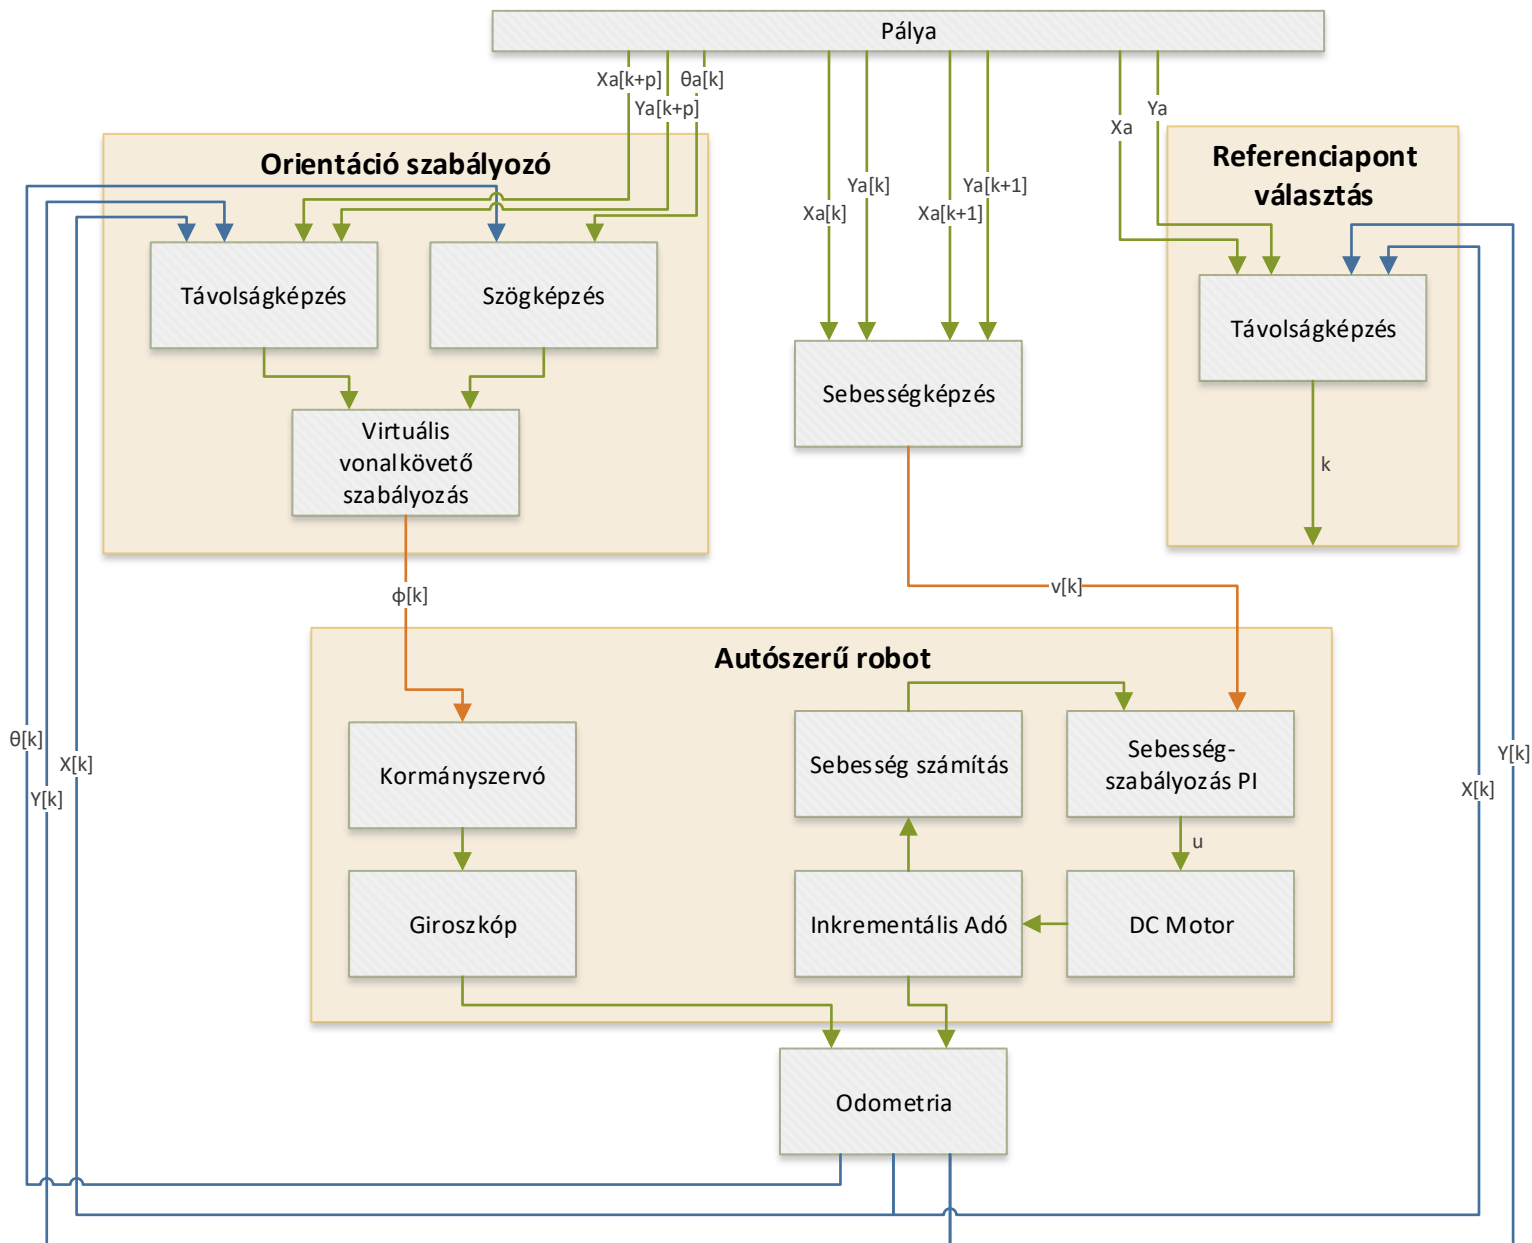 Pálya
Xa[k+p]
θa[k]
Ya[k+p]
Xa
Ya
Orientáció szabályozó
Referenciapont
választás
Xa[k]
Ya[k]
Xa[k+1]
Ya[k+1]
Távolságképzés
Szögképzés
Távolságképzés
Sebességképzés
Virtuális
vonalkövető
szabályozás
k
ϕ[k]
v[k]
Autószerű robot
θ[k]
X[k]
Y[k]
Kormányszervó
Sebesség számítás
Sebesség-
szabályozás PI
Y[k]
X[k]
u
Giroszkóp
Inkrementális Adó
DC Motor
Odometria